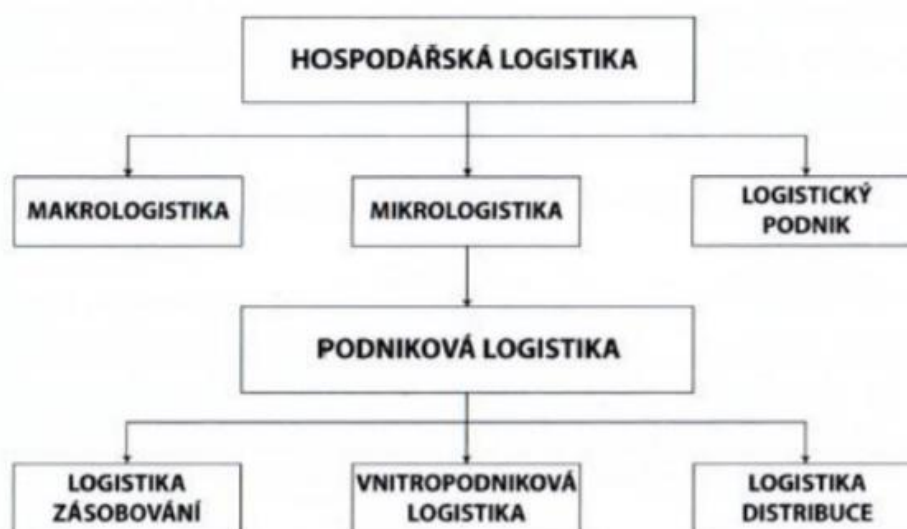 HOSPODÁŘSKÁ LOGISTIKA
MAKROLOGISTIKA
MIKROLOGISTIKA
LOGISTICKÝ
PODNIK
PODNIKOVÁ LOGISTIKA
LOGISTIKA
ZÁSOBOVÁNÍ
VNITROPODNIKOVÁ
LOGISTIKA
LOGISTIKA
DISTRIBUCE